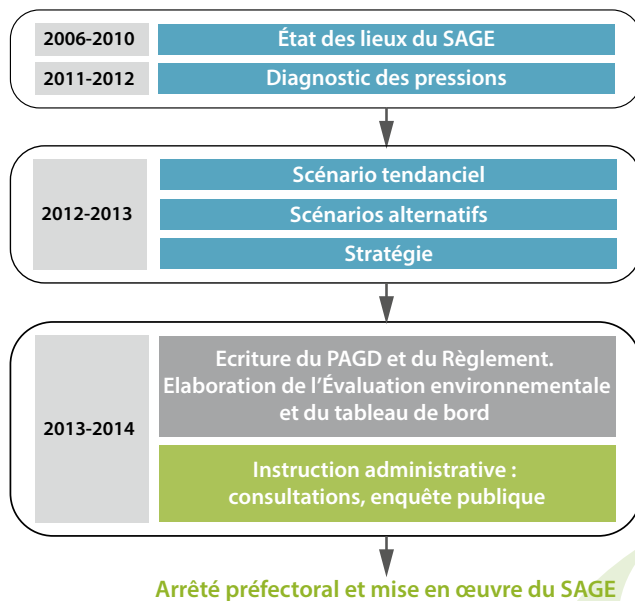 2006-2010
État des lieux du SAGE
2011-2012
Diagnostic des pressions
2012-2013
Scénario tendanciel
Scénarios alternatifs
Stratégie
2013-2014
Ecriture du PAGD et du Règlement.
Elaboration de l'Évaluation environnementale
et du tableau de bord
Instruction administrative :
consultations, enquête publique
Arrêté préfectoral et mise en œuvre du SAGE